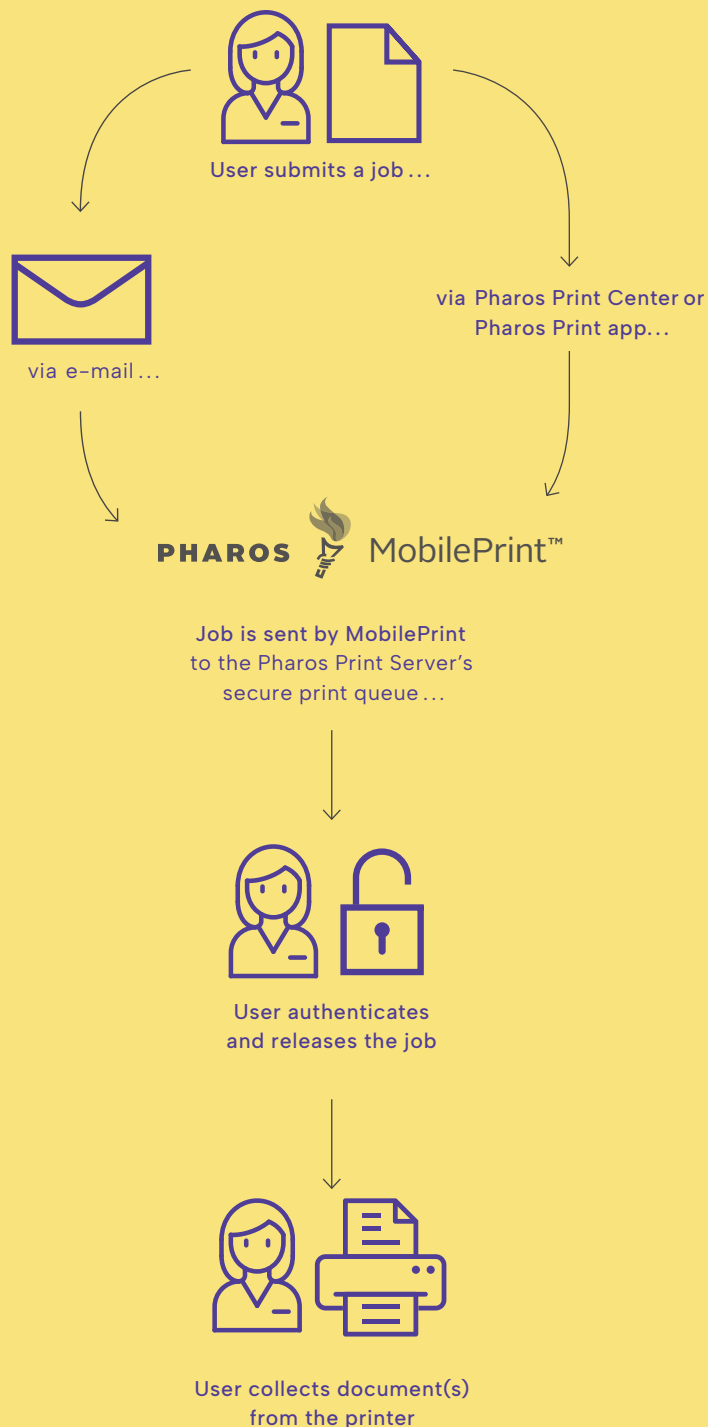 User submits a job ...
via e-mail ...
via Pharos Print Center or
Pharos Print app...
PHAROS MobilePrint™
Job is sent by MobilePrint
to the Pharos Print Server's
secure print queue ...
User authenticates
and releases the job
User collects document(s)
from the printer